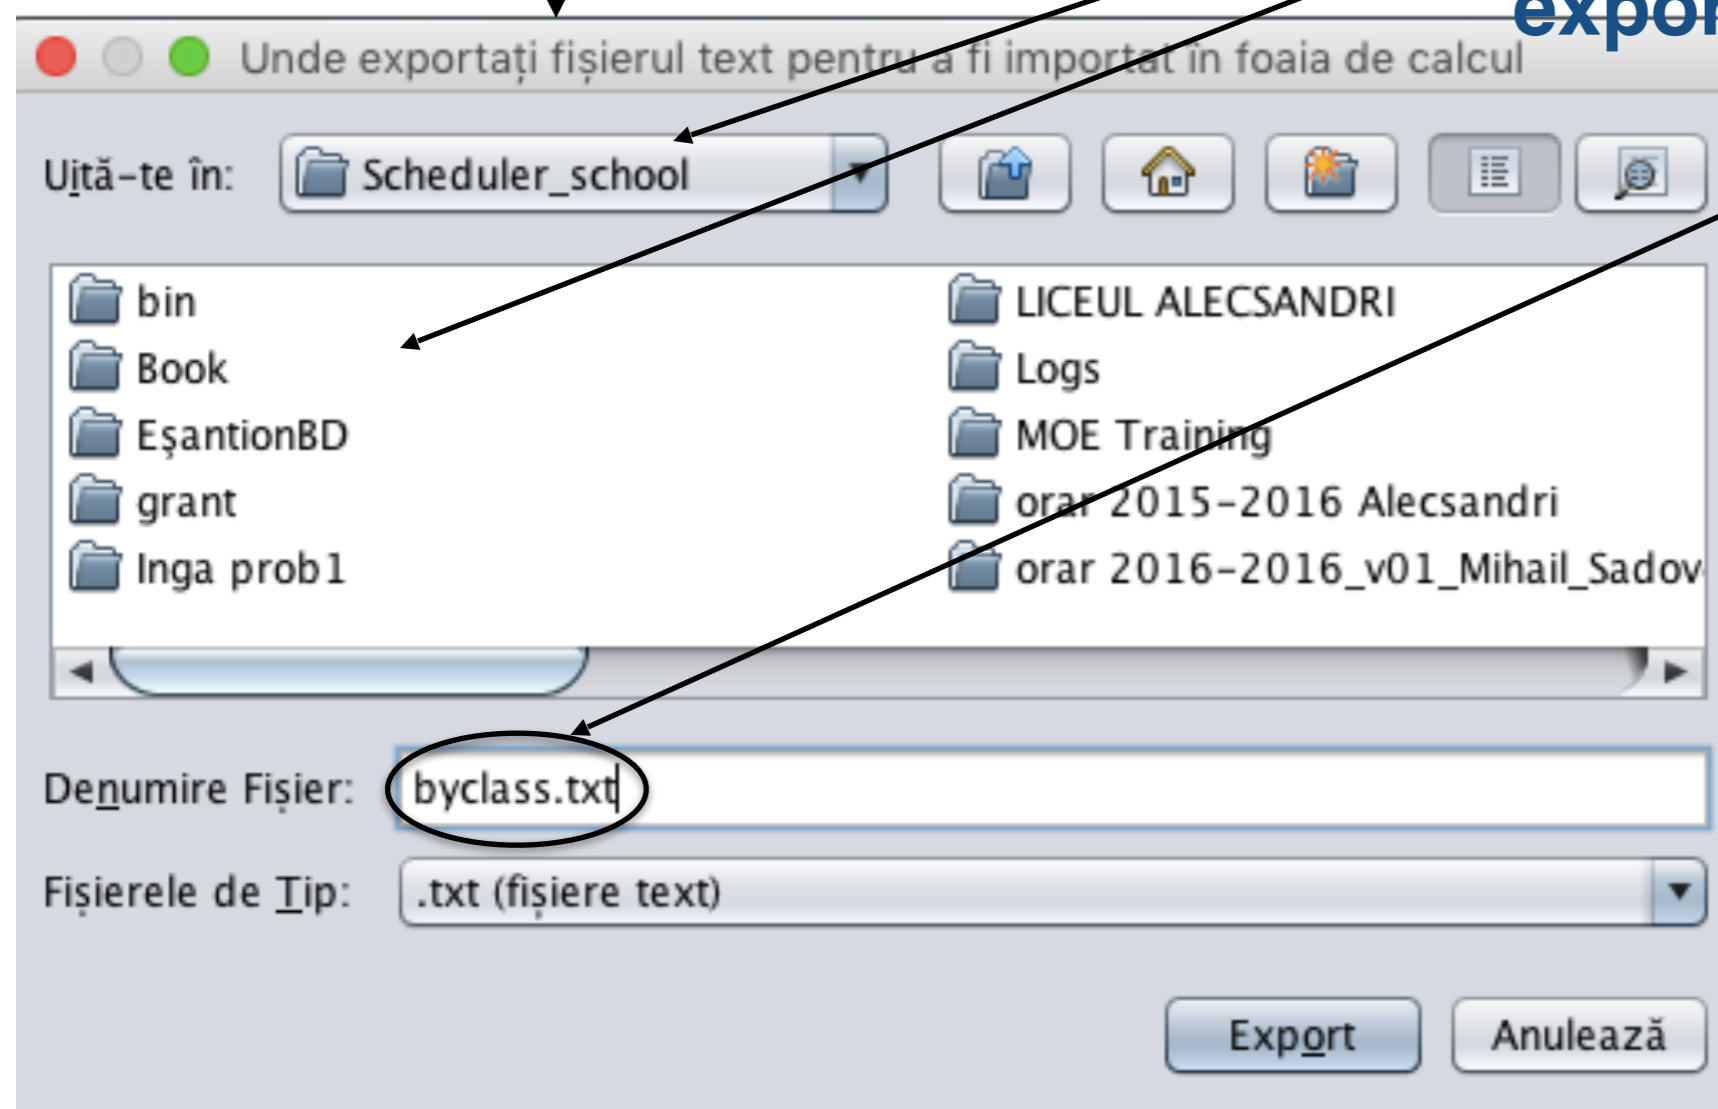 expor
Unde exportați fișierul text pentru a fi importat în foaia de calcul
Uită-te în:
Scheduler_school
bin
Book
EșantionBD
grant
Inga prob1
LICEUL ALECSANDRI
Logs
MOE Training
orar 2015-2016 Alecsandri
orar 2016-2016_v01_Mihail_Sadov
Denumire Fișier:
byclass.txt
Fișierele de Tip:
.txt (fișiere text)
Export
Anulează